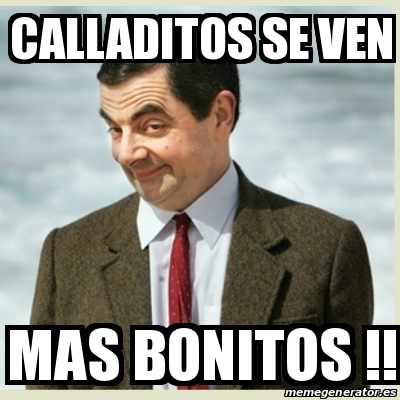 CALLADITOS SE VEN
MAS BONITOS !!
memegenerator.es